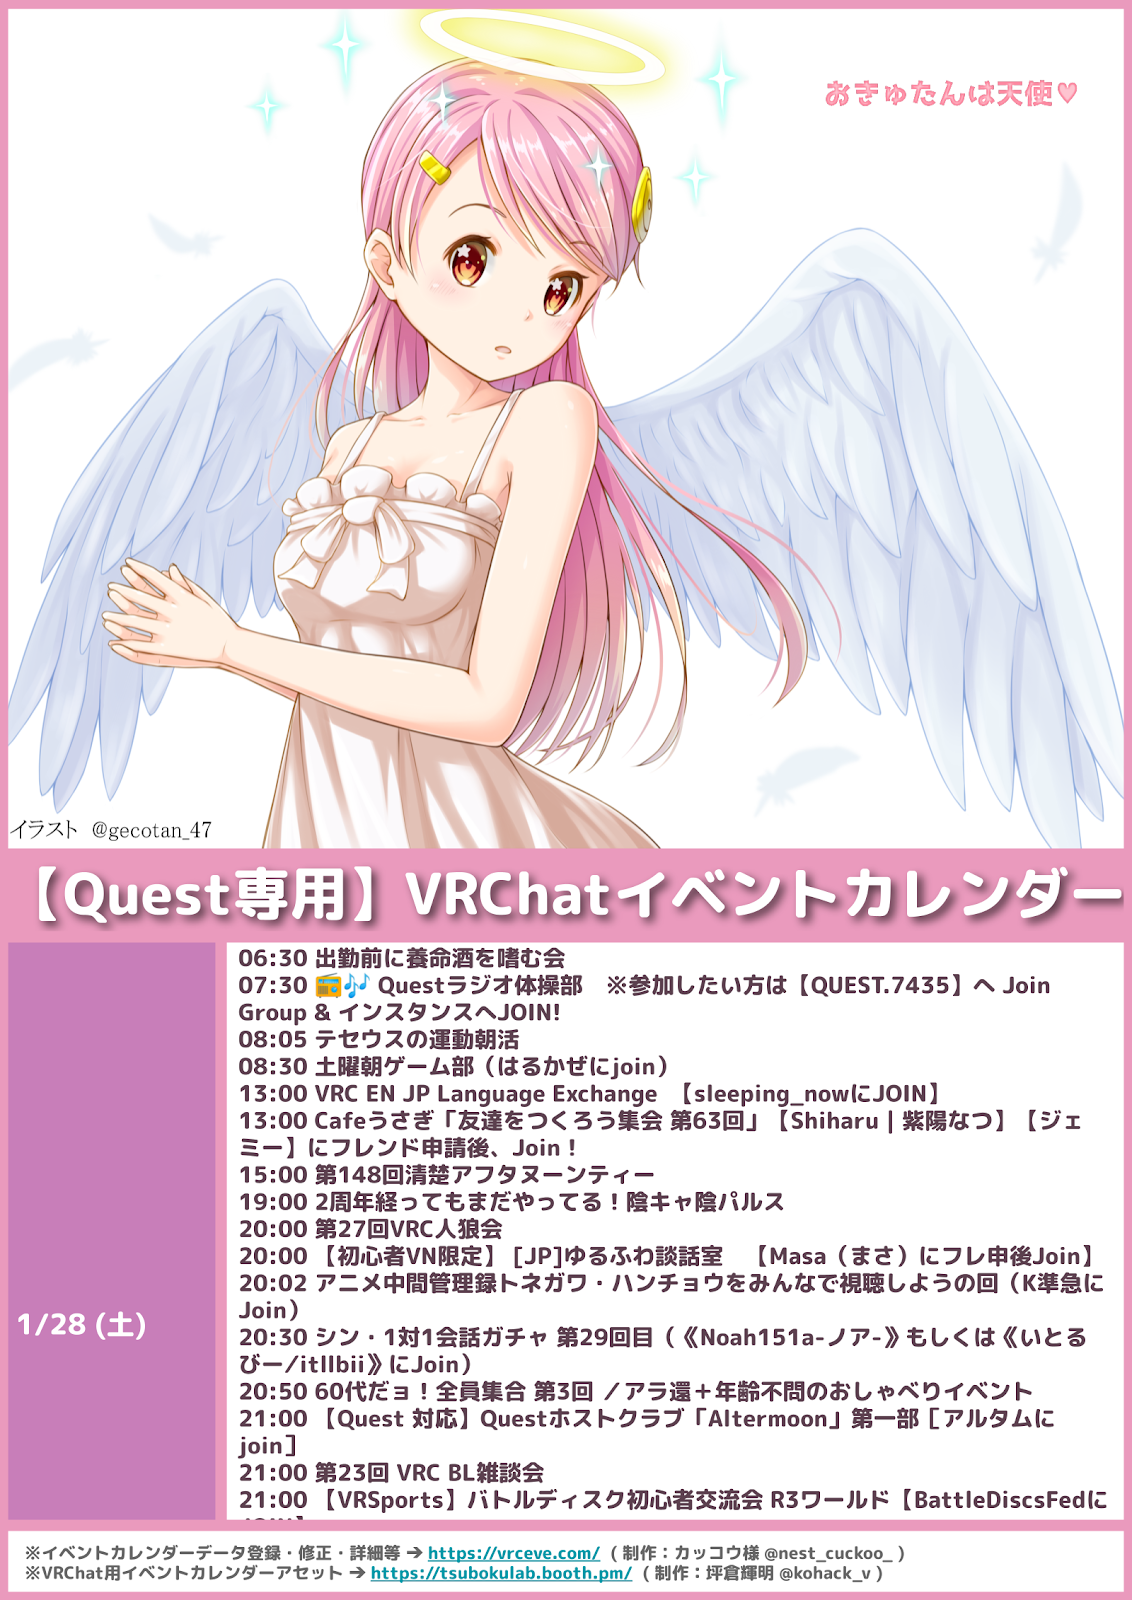 おきゅたんは天使♥
イラスト @gecotan_47
【Quest専用】VRChatイベントカレンダー
1/28 (土)
06:30 出勤前に養命酒を嗜む会
07:30 📻🎶 Questラジオ体操部　※参加したい方は【QUEST.7435】へ Join
Group & インスタンスへJOIN!
08:05 テセウスの運動朝活
08:30 土曜朝ゲーム部（はるかぜにjoin）
13:00 VRC EN JP Language Exchange 【sleeping_nowにJOIN】
13:00 Cafeうさぎ「友達をつくろう集会 第63回」【Shiharu | 紫陽なつ】【ジェ
ミー】にフレンド申請後、Join！
15:00 第148回清楚アフタヌーンティー
19:00 2周年経ってもまだやってる！陰キャ陰パルス
20:00 第27回VRC人狼会
20:00 【初心者VN限定】 [JP]ゆるふわ談話室　【Masa（まさ）にフレ申後Join】
20:02 アニメ中間管理録トネガワ・ハンチョウをみんなで視聴しようの回（K準急に
Join）
20:30 シン・1対1会話ガチャ 第29回目（《Noah151a-ノア-》もしくは《いとる
びー/itllbii》にJoin）
20:50 60代だョ！全員集合 第3回 ／アラ還＋年齢不問のおしゃべりイベント
21:00 【Quest 対応】Questホストクラブ「Altermoon」第一部［アルタムに
join］
21:00 第23回 VRC BL雑談会
21:00 【VRSports】バトルディスク初心者交流会 R3ワールド【BattleDiscsFedに
※イベントカレンダーデータ登録・修正・詳細等 ➔ https://vrceve.com/ （制作：カッコウ様 @nest_cuckoo_ ）
※VRChat用イベントカレンダーアセット ➔ https://tsubokulab.booth.pm/ （制作：坪倉輝明 @kohack_v ）